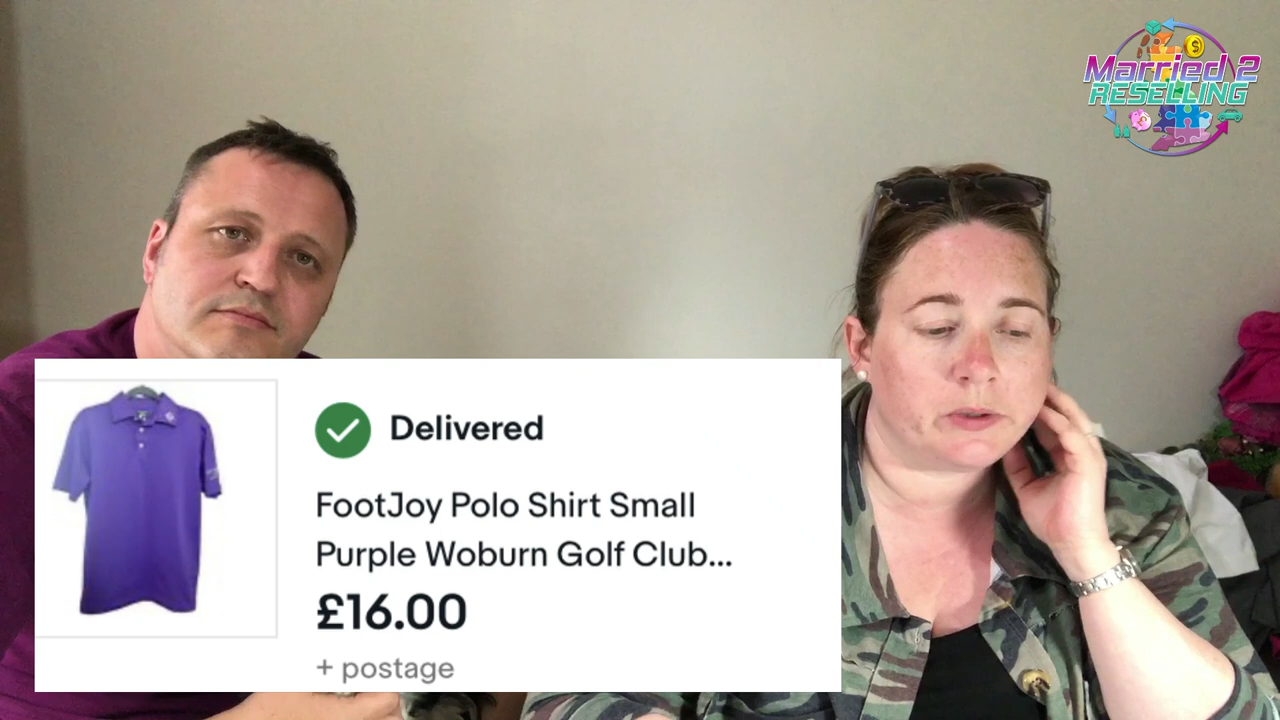 Married 2
RESELLING
Delivered
FootJoy Polo Shirt Small
Purple Woburn Golf Club...
£16.00
+ postage